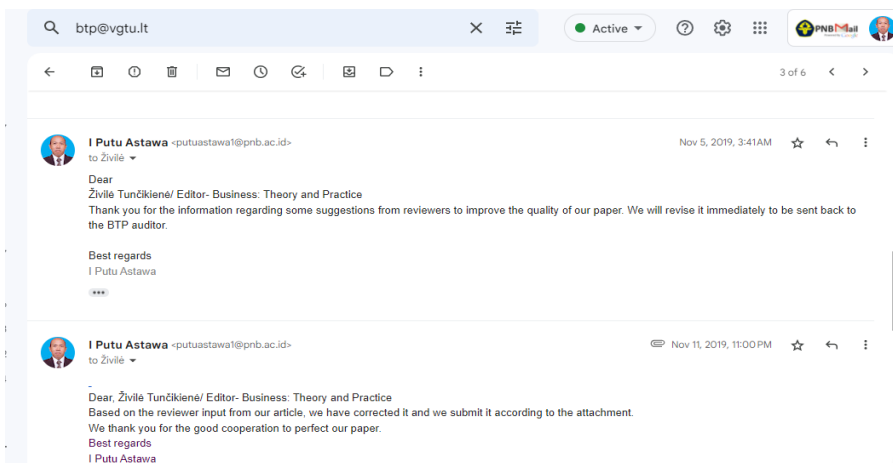 btp@vgtu.lt
Active
PNBMail
3 of 6
I Putu Astawa <putuastawa1@pnb.ac.id>
Nov 5, 2019, 3:41 AM
to Živilė
Dear
Živilė Tunčikienė/ Editor- Business: Theory and Practice
Thank you for the information regarding some suggestions from reviewers to improve the quality of our paper. We will revise it immediately to be sent back to
the BTP auditor.
Best regards
I Putu Astawa
I Putu Astawa <putuastawa1@pnb.ac.id>
Nov 11, 2019, 11:00 PM
to Živilė
Dear, Živilė Tunčikienė/ Editor- Business: Theory and Practice
Based on the reviewer input from our article, we have corrected it and we submit it according to the attachment.
We thank you for the good cooperation to perfect our paper.
Best regards
I Putu Astawa